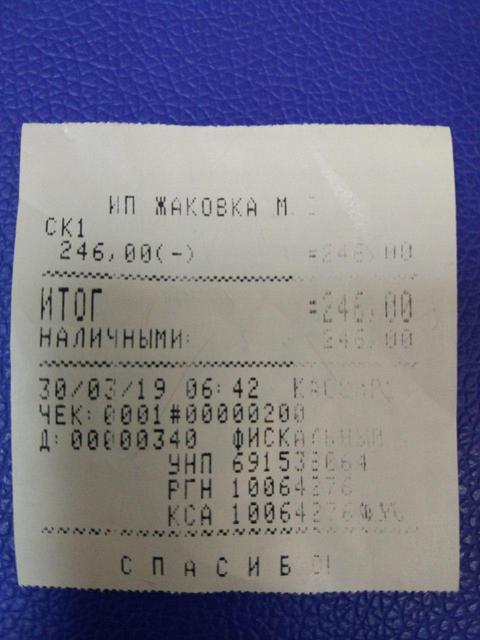 ИП ЖАКОВКА М.
СК1
246,00(-) =246,00
ИТОГ =246,00
НАЛИЧНЫМИ: 246,00
30/03/19 06:42 КАССИР:
ЧЕК: 0001#00000200
Д: 00000340 ФИСКАЛЬНЫЙ
УНП 691533064
РГН 10064276
КСА 10064276
СПАСИБО!